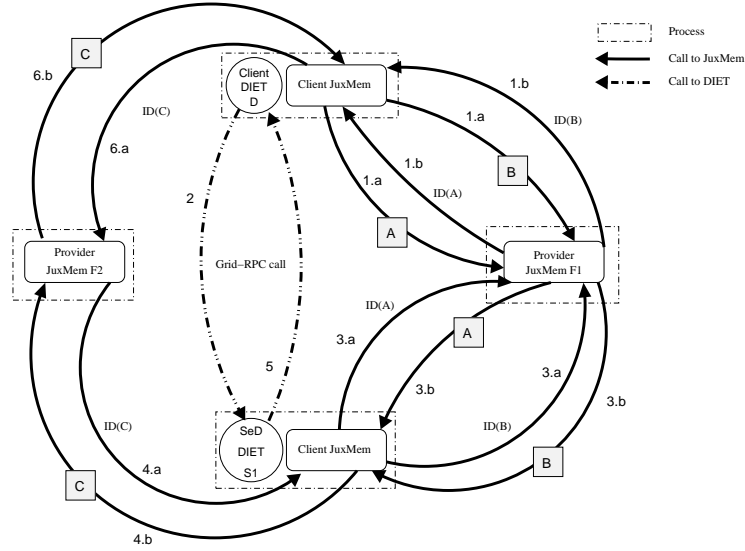 C
Process
Call to JuxMem
Call to DIET
6.b
Client
DIET
D
Client JuxMem
1.b
ID(C)
1.a
ID(B)
6.a
1.b
B
1.a
ID(A)
2
A
Provider
JuxMem F2
Grid−RPC call
Provider
JuxMem F1
ID(A)
3.a
A
5
3.b
3.a
3.b
ID(C)
SeD
DIET
S1
Client JuxMem
ID(B)
4.a
B
C
4.b